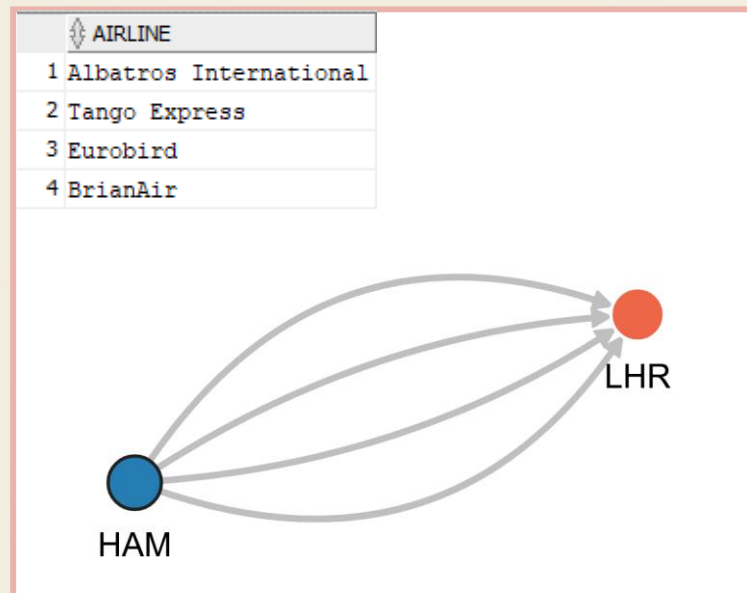 AIRLINE
1 Albatros International
2 Tango Express
3 Eurobird
4 BrianAir
LHR
HAM